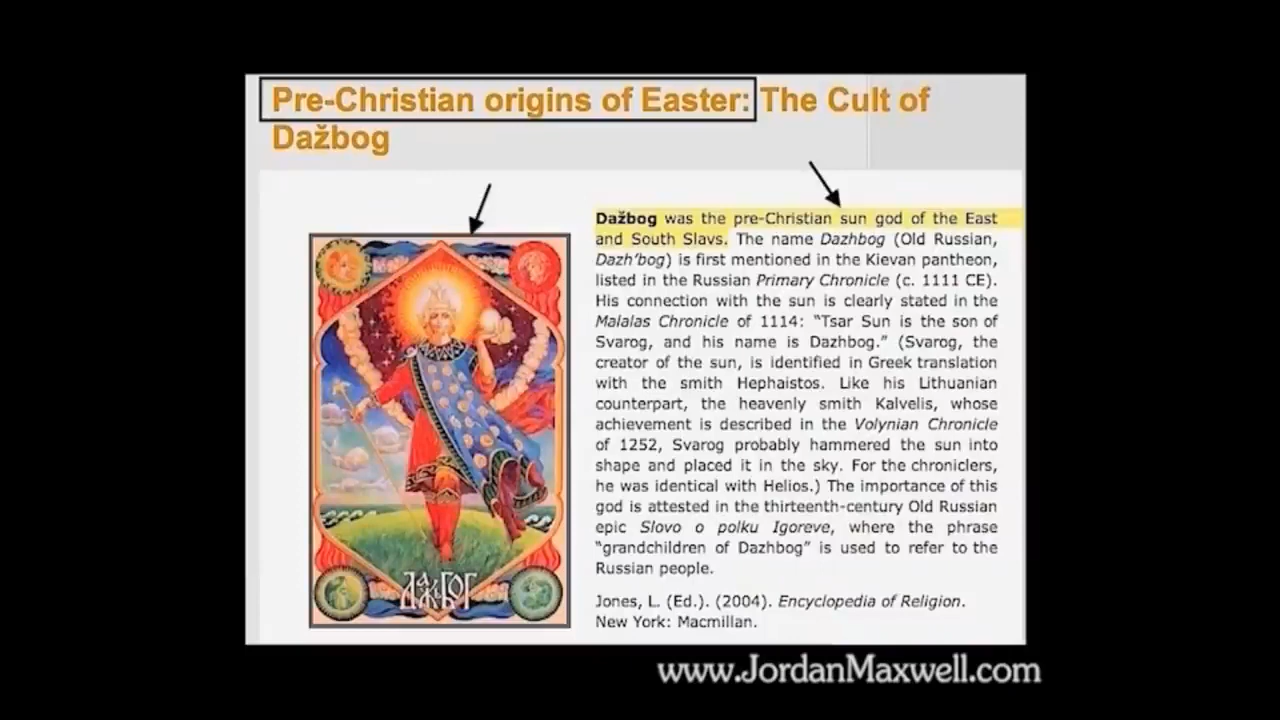 Pre-Christian origins of Easter: The Cult of
Dažbog
Dažbog was the pre-Christian sun god of the East
and South Slavs. The name Dazhbog (Old Russian,
Dazh'bog) is first mentioned in the Kievan pantheon,
listed in the Russian Primary Chronicle (c. 1111 CE).
His connection with the sun is clearly stated in the
Malalas Chronicle of 1114: “Tsar Sun is the son of
Svarog, and his name is Dazhbog.” (Svarog, the
creator of the sun, is identified in Greek translation
with the smith Hephaistos. Like his Lithuanian
counterpart, the heavenly smith Kalvelis, whose
achievement is described in the Volynian Chronicle
of 1252, Svarog probably hammered the sun into
shape and placed it in the sky. For the chroniclers,
he was identical with Helios.) The importance of this
god is attested in the thirteenth-century Old Russian
epic Slovo o polku Igoreve, where the phrase
“grandchildren of Dazhbog” is used to refer to the
Russian people.
Jones, L. (Ed.). (2004). Encyclopedia of Religion.
New York: Macmillan.
ДажьБОГ
www.JordanMaxwell.com